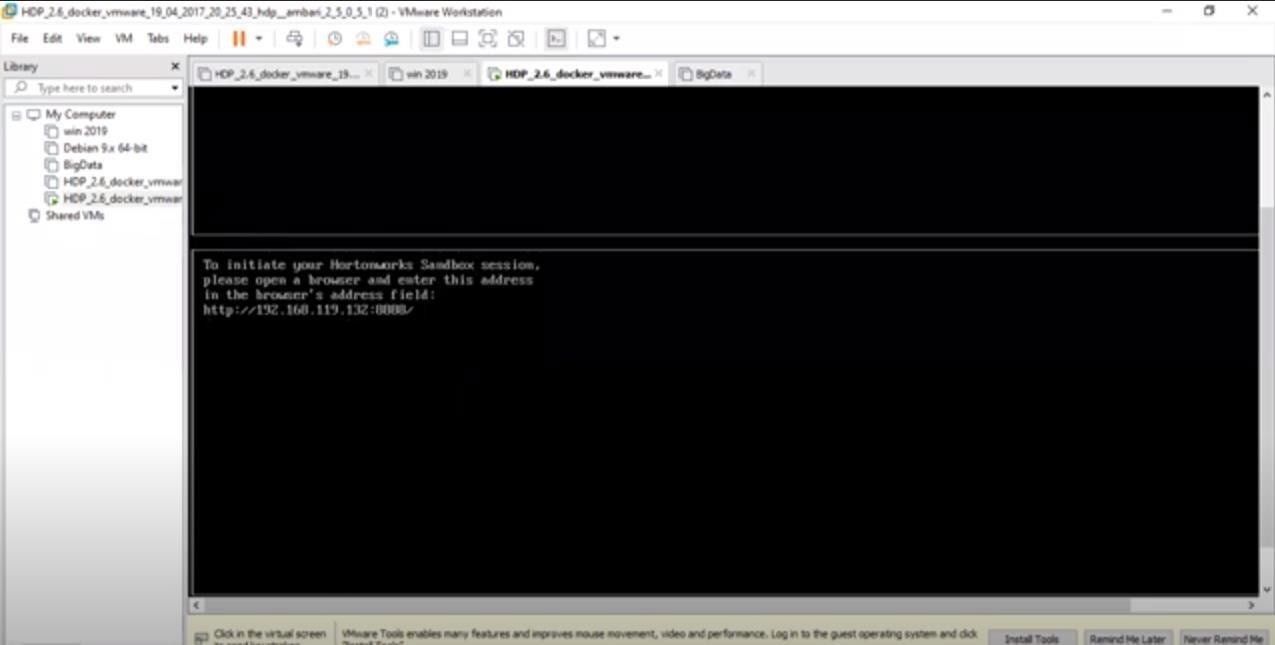 HDP_2.6_docker_vmware_19_04_2017_20_25_43_hdp__ambari_2_5_0_5_1 (2) - VMware Workstation
File Edit View VM Tabs Help
Library
Type here to search
HDP_2.6_docker_vmware_19... win 2019 HDP_2.6_docker_vmware... BigData
My Computer
win 2019
Debian 9.x 64-bit
BigData
HDP_2.6_docker_vmwar
HDP_2.6_docker_vmwar
Shared VMs
To initiate your Hortonworks Sandbox session,
please open a browser and enter this address
in the browser's address field:
http://192.168.119.132:8888/
Click in the virtual screen
VMware Tools enables many features and improves mouse movement, video and performance. Log in to the guest operating system and click
Install Tools Remind Me Later Never Remind Me